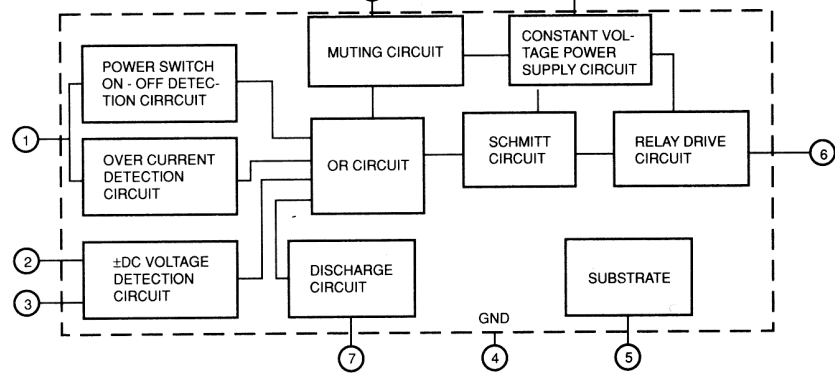 MUTING CIRCUIT
CONSTANT VOL-
TAGE POWER
SUPPLY CIRCUIT
POWER SWITCH
ON - OFF DETEC-
TION CIRRCUIT
1
OVER CURRENT
DETECTION
CIRCUIT
OR CIRCUIT
SCHMITT
CIRCUIT
RELAY DRIVE
CIRCUIT
6
2
3
±DC VOLTAGE
DETECTION
CIRCUIT
DISCHARGE
CIRCUIT
SUBSTRATE
GND
7
4
5